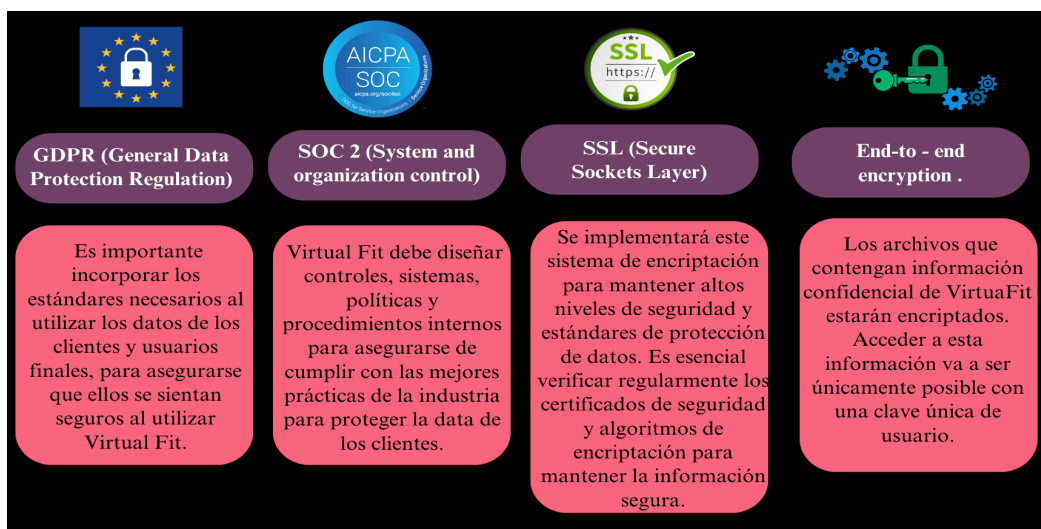 AICPA
SOC
aicpa.org/soc4so
SSL
https://
GDPR (General Data
Protection Regulation)
SOC 2 (System and
organization control)
SSL (Secure
Sockets Layer)
End-to - end
encryption .
Es importante
incorporar los
estándares necesarios al
utilizar los datos de los
clientes y usuarios
finales, para asegurarse
que ellos se sientan
seguros al utilizar
Virtual Fit.
Virtual Fit debe diseñar
controles, sistemas,
políticas y
procedimientos internos
para asegurarse de
cumplir con las mejores
prácticas de la industria
para proteger la data de
los clientes.
Se implementará este
sistema de encriptación
para mantener altos
niveles de seguridad y
estándares de protección
de datos. Es esencial
verificar regularmente los
certificados de seguridad
y algoritmos de
encriptación para
mantener la información
segura.
Los archivos que
contengan información
confidencial de VirtuaFit
estarán encriptados.
Acceder a esta
información va a ser
únicamente posible con
una clave única de
usuario.